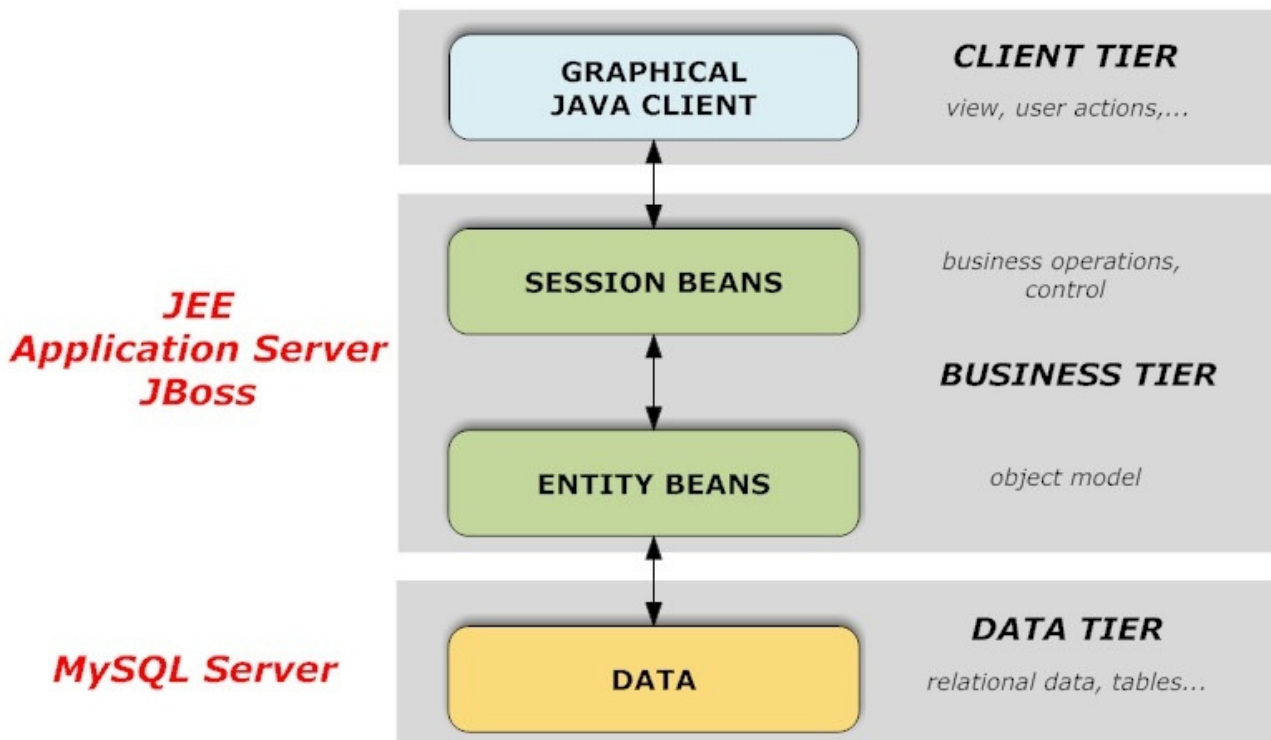 GRAPHICAL
JAVA CLIENT
CLIENT TIER
view, user actions,...
SESSION BEANS
business operations,
control
JEE
Application Server
JBoss
BUSINESS TIER
ENTITY BEANS
object model
MySQL Server
DATA
DATA TIER
relational data, tables...